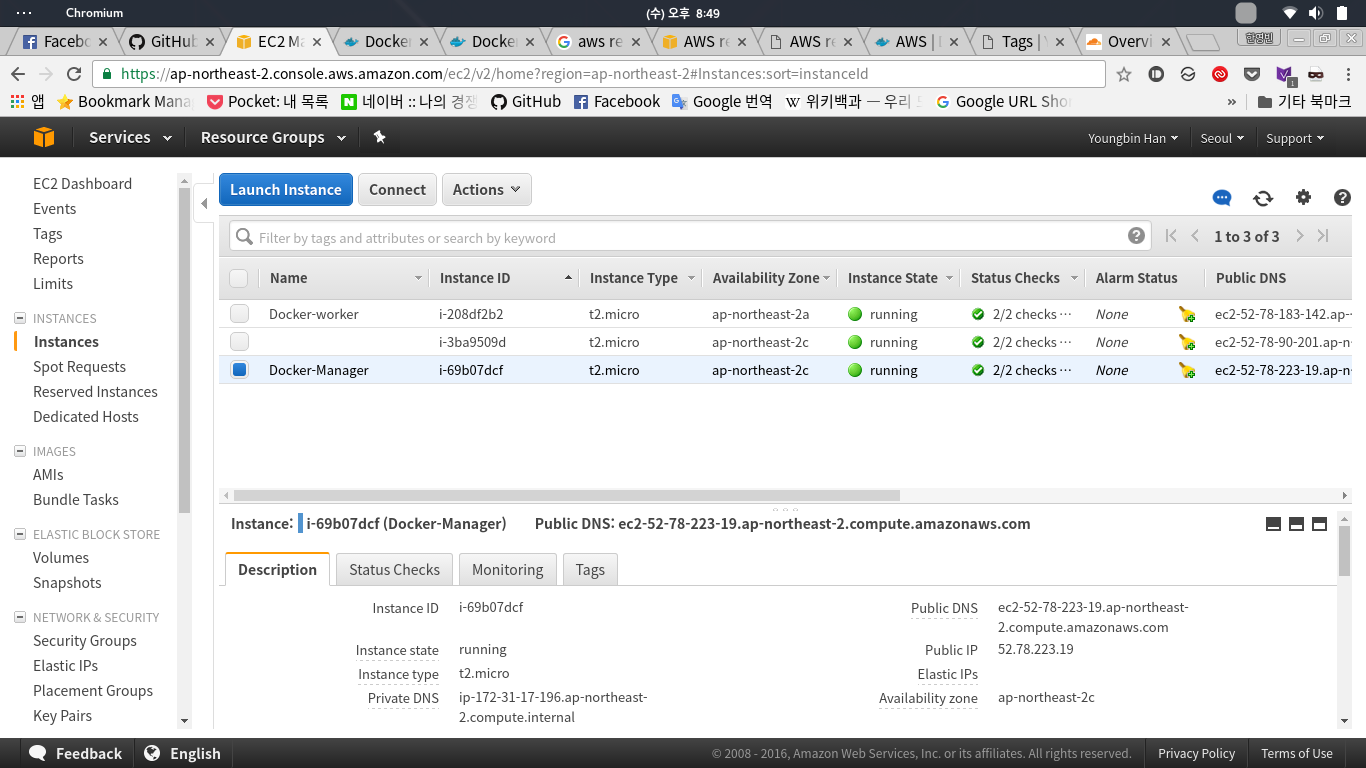 Chromium
(수) 오후 8:49
Faceb
GitHub
EC2 Ma
Docker
Docker
aws re
AWS re
AWS re
AWS |
Tags |
Overvi
한영빈
https://ap-northeast-2.console.aws.amazon.com/ec2/v2/home?region=ap-northeast-2#Instances:sort=instanceId
1
앱
Bookmark Mana
Pocket: 내 목록
네이버 :: 나의 경쟁
GitHub
Facebook
Google 번역
위키백과 — 우리
Google URL Shor
»
기타 북마크
Services
Resource Groups
Youngbin Han
Seoul
Support
EC2 Dashboard
Events
Tags
Reports
Limits
INSTANCES
Instances
Spot Requests
Reserved Instances
Dedicated Hosts
IMAGES
AMIs
Bundle Tasks
ELASTIC BLOCK STORE
Volumes
Snapshots
NETWORK & SECURITY
Security Groups
Elastic IPs
Placement Groups
Key Pairs
Launch Instance
Connect
Actions
Filter by tags and attributes or search by keyword
1 to 3 of 3
Name Instance ID Instance Type Availability Zone Instance State Status Checks Alarm Status Public DNS
Docker-worker i-208df2b2 t2.micro ap-northeast-2a running 2/2 checks ··· None ec2-52-78-183-142.ap-
i-3ba9509d t2.micro ap-northeast-2c running 2/2 checks ··· None ec2-52-78-90-201.ap-n
Docker-Manager i-69b07dcf t2.micro ap-northeast-2c running 2/2 checks ··· None ec2-52-78-223-19.ap-n
Instance: i-69b07dcf (Docker-Manager) Public DNS: ec2-52-78-223-19.ap-northeast-2.compute.amazonaws.com
Description
Status Checks
Monitoring
Tags
Instance ID i-69b07dcf
Instance state running
Instance type t2.micro
Private DNS ip-172-31-17-196.ap-northeast-
2.compute.internal
Public DNS ec2-52-78-223-19.ap-northeast-
2.compute.amazonaws.com
Public IP 52.78.223.19
Elastic IPs
Availability zone ap-northeast-2c
Feedback
English
© 2008 - 2016, Amazon Web Services, Inc. or its affiliates. All rights reserved.
Privacy Policy
Terms of Use